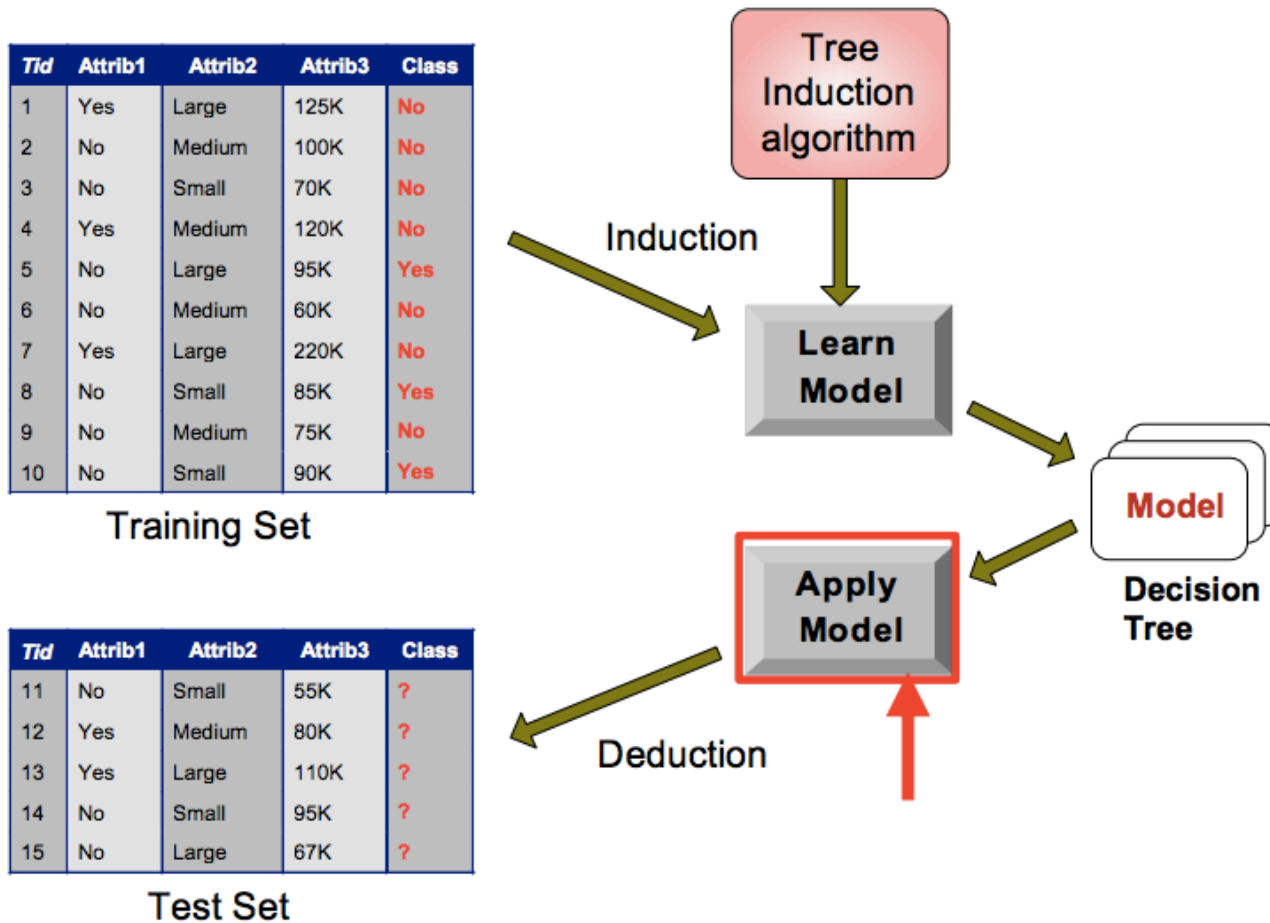 Tid Attrib1 Attrib2 Attrib3 Class
1 Yes Large 125K No
2 No Medium 100K No
3 No Small 70K No
4 Yes Medium 120K No
5 No Large 95K Yes
6 No Medium 60K No
7 Yes Large 220K No
8 No Small 85K Yes
9 No Medium 75K No
10 No Small 90K Yes
Training Set
Tree
Induction
algorithm
Induction
Learn
Model
Model
Decision
Tree
Apply
Model
Deduction
Tid Attrib1 Attrib2 Attrib3 Class
11 No Small 55K ?
12 Yes Medium 80K ?
13 Yes Large 110K ?
14 No Small 95K ?
15 No Large 67K ?
Test Set